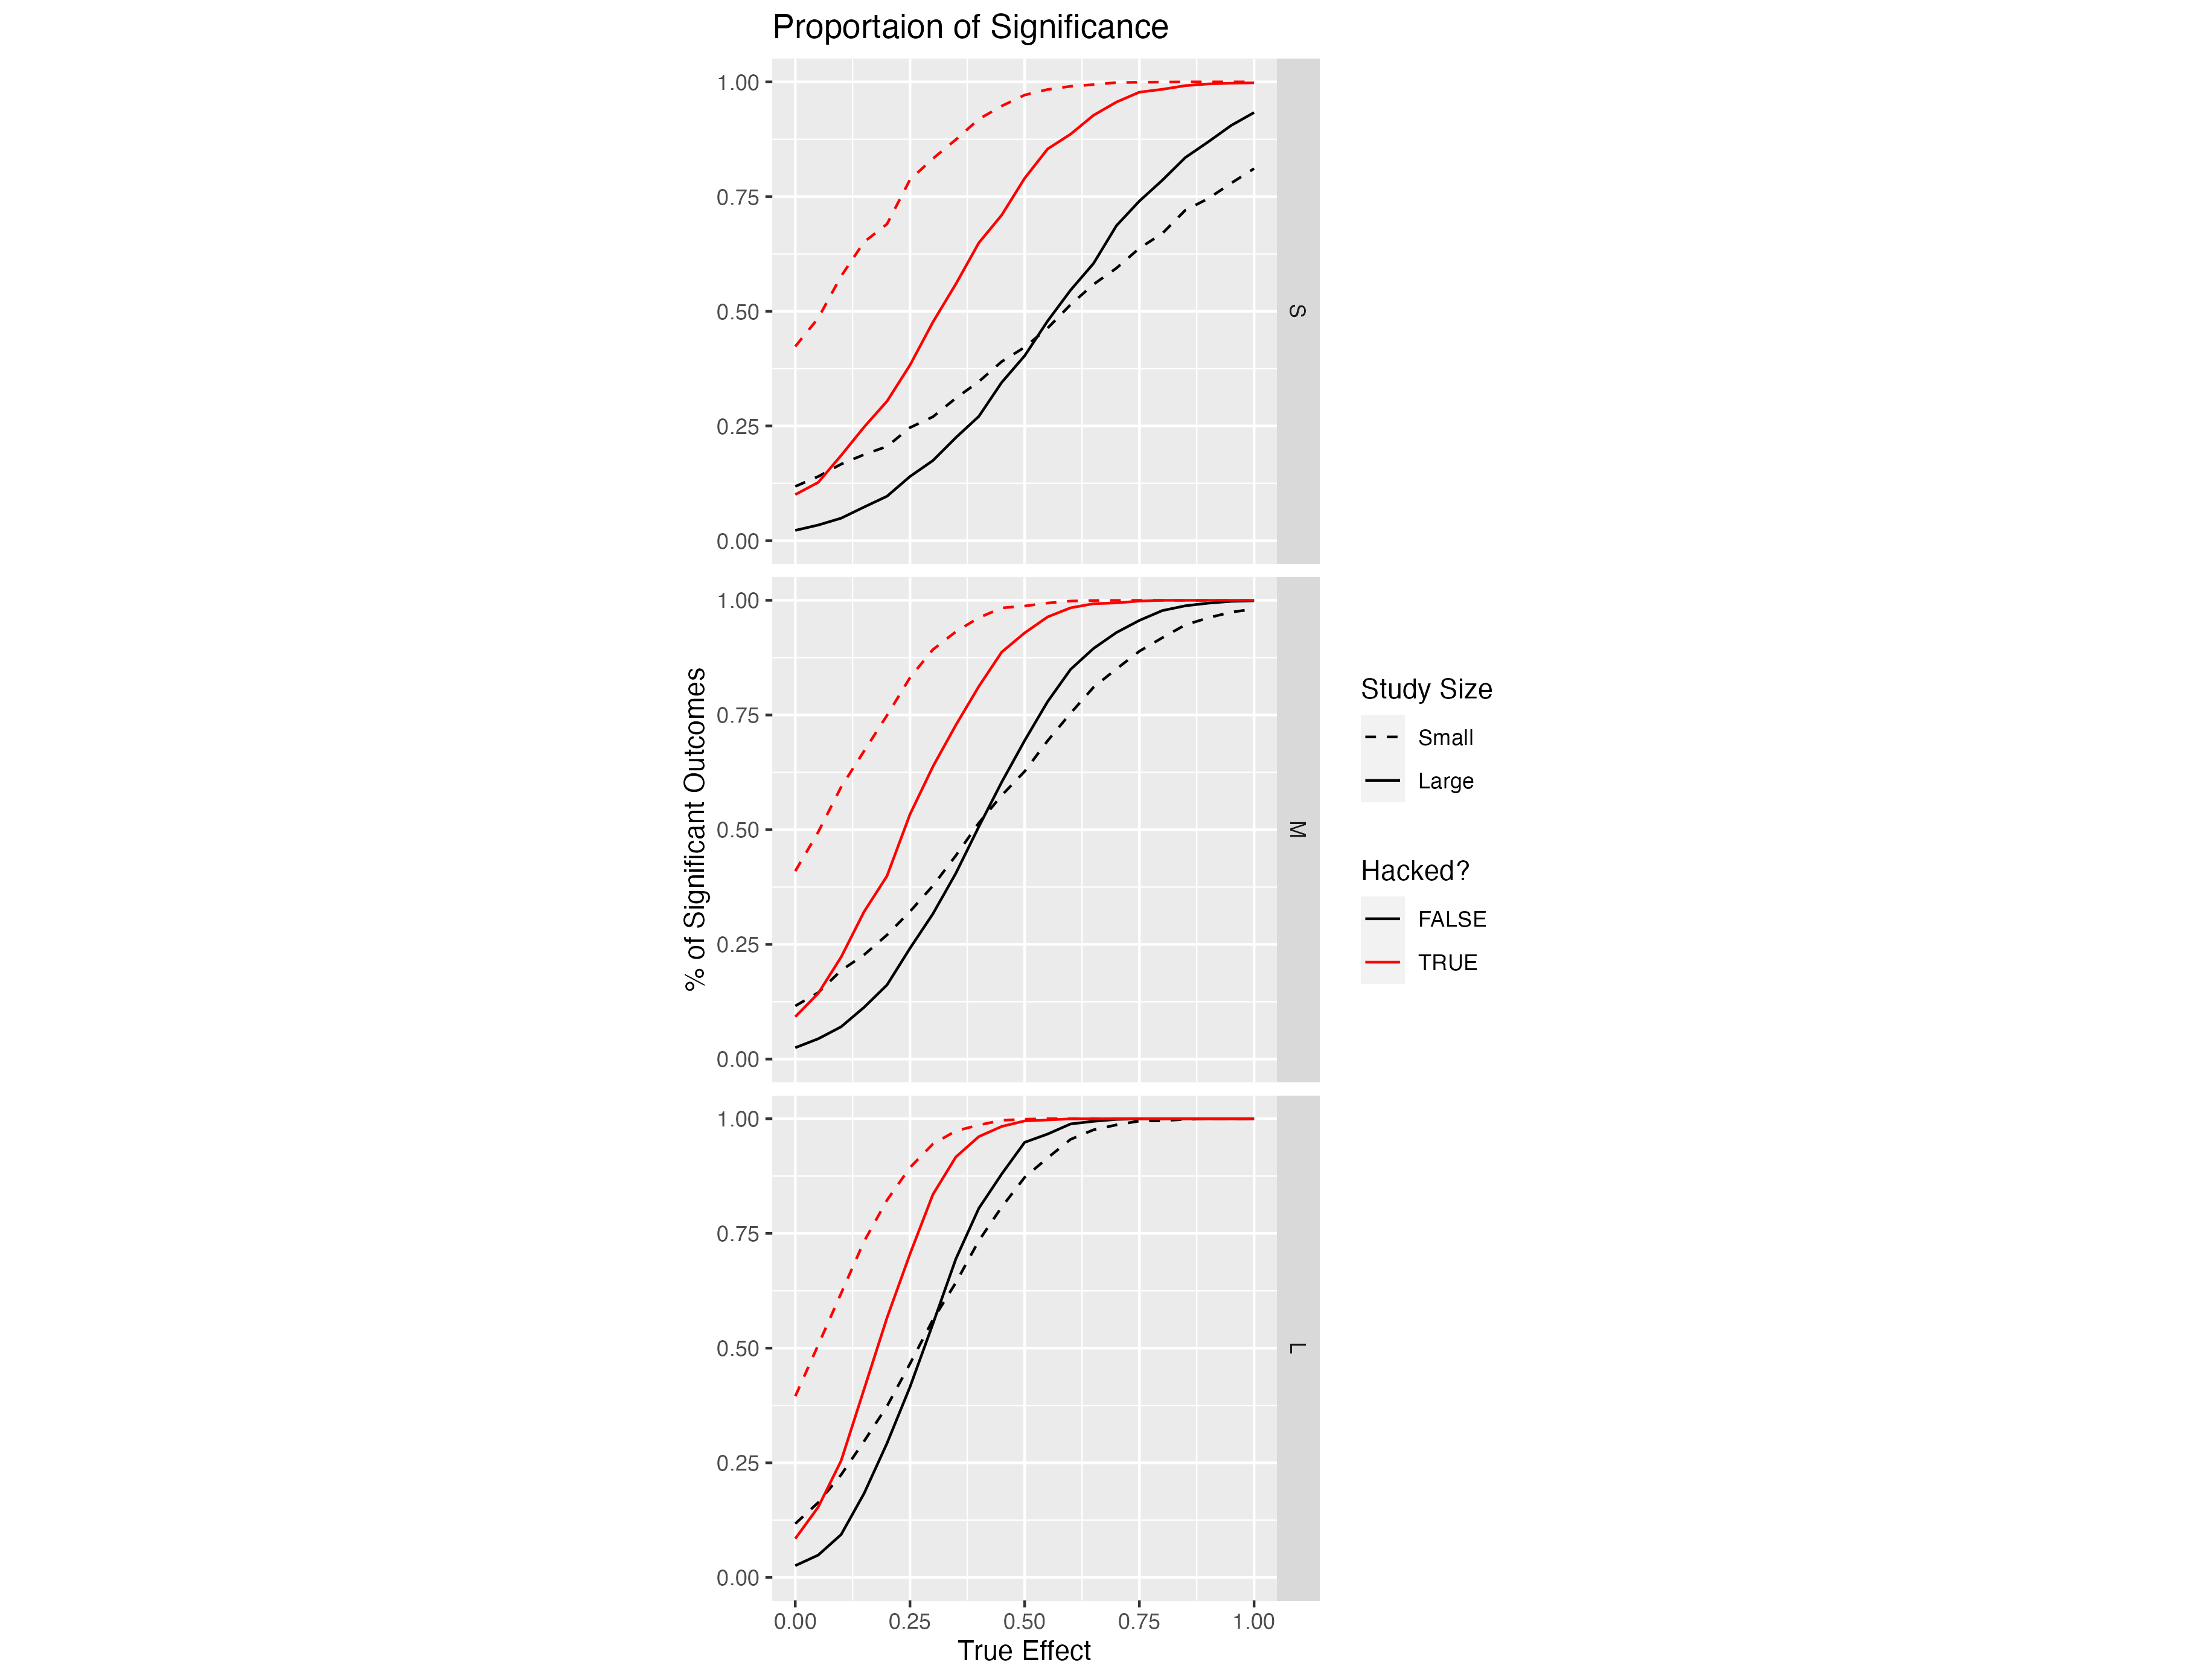 Proportaion of Significance
1.00
0.75
0.50
0.25
0.00
S
1.00
0.75
0.50
0.25
0.00
M
1.00
0.75
0.50
0.25
0.00
L
0.00 0.25 0.50 0.75 1.00
True Effect
% of Significant Outcomes
Study Size
Small
Large
Hacked?
FALSE
TRUE